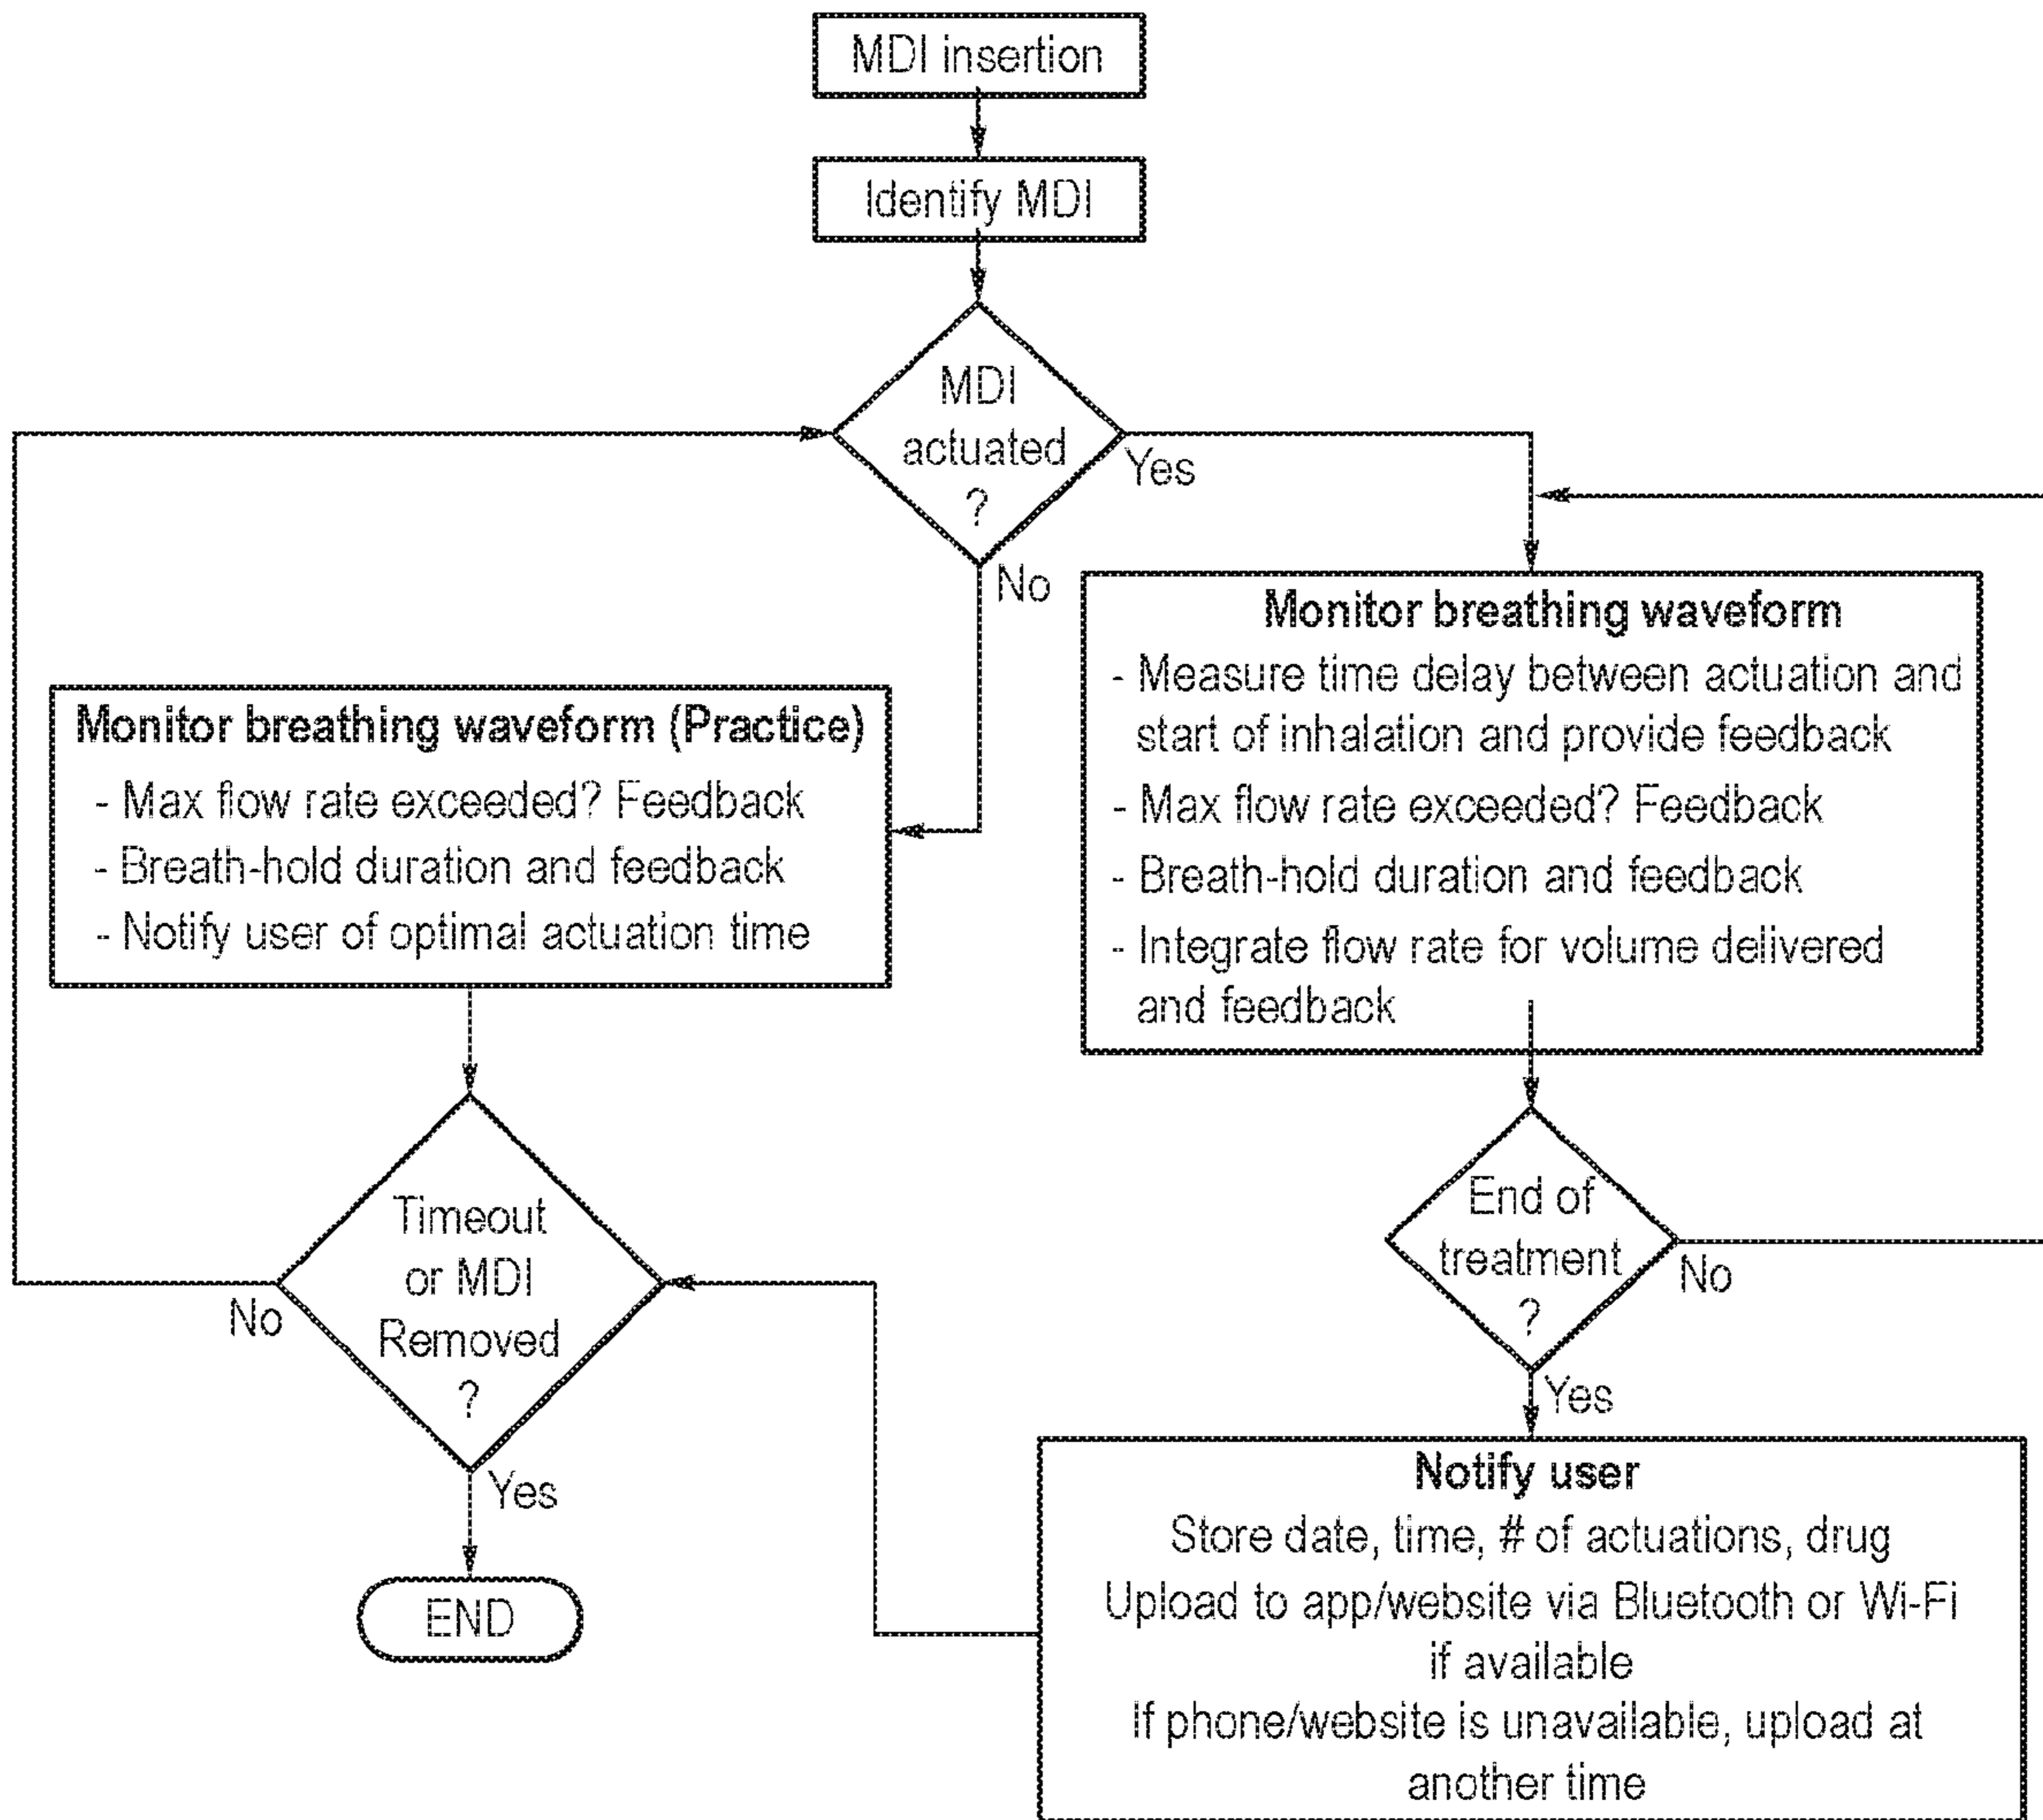 MDI insertion
Identify MDI
MDI
actuated
?
Yes
No
Monitor breathing waveform (Practice)
- Max flow rate exceeded? Feedback
- Breath-hold duration and feedback
- Notify user of optimal actuation time
Monitor breathing waveform
- Measure time delay between actuation and
start of inhalation and provide feedback
- Max flow rate exceeded? Feedback
- Breath-hold duration and feedback
- Integrate flow rate for volume delivered
and feedback
Timeout
or MDI
Removed
?
No
Yes
END
End of
treatment
?
No
Yes
Notify user
Store date, time, # of actuations, drug
Upload to app/website via Bluetooth or Wi-Fi
if available
If phone/website is unavailable, upload at
another time